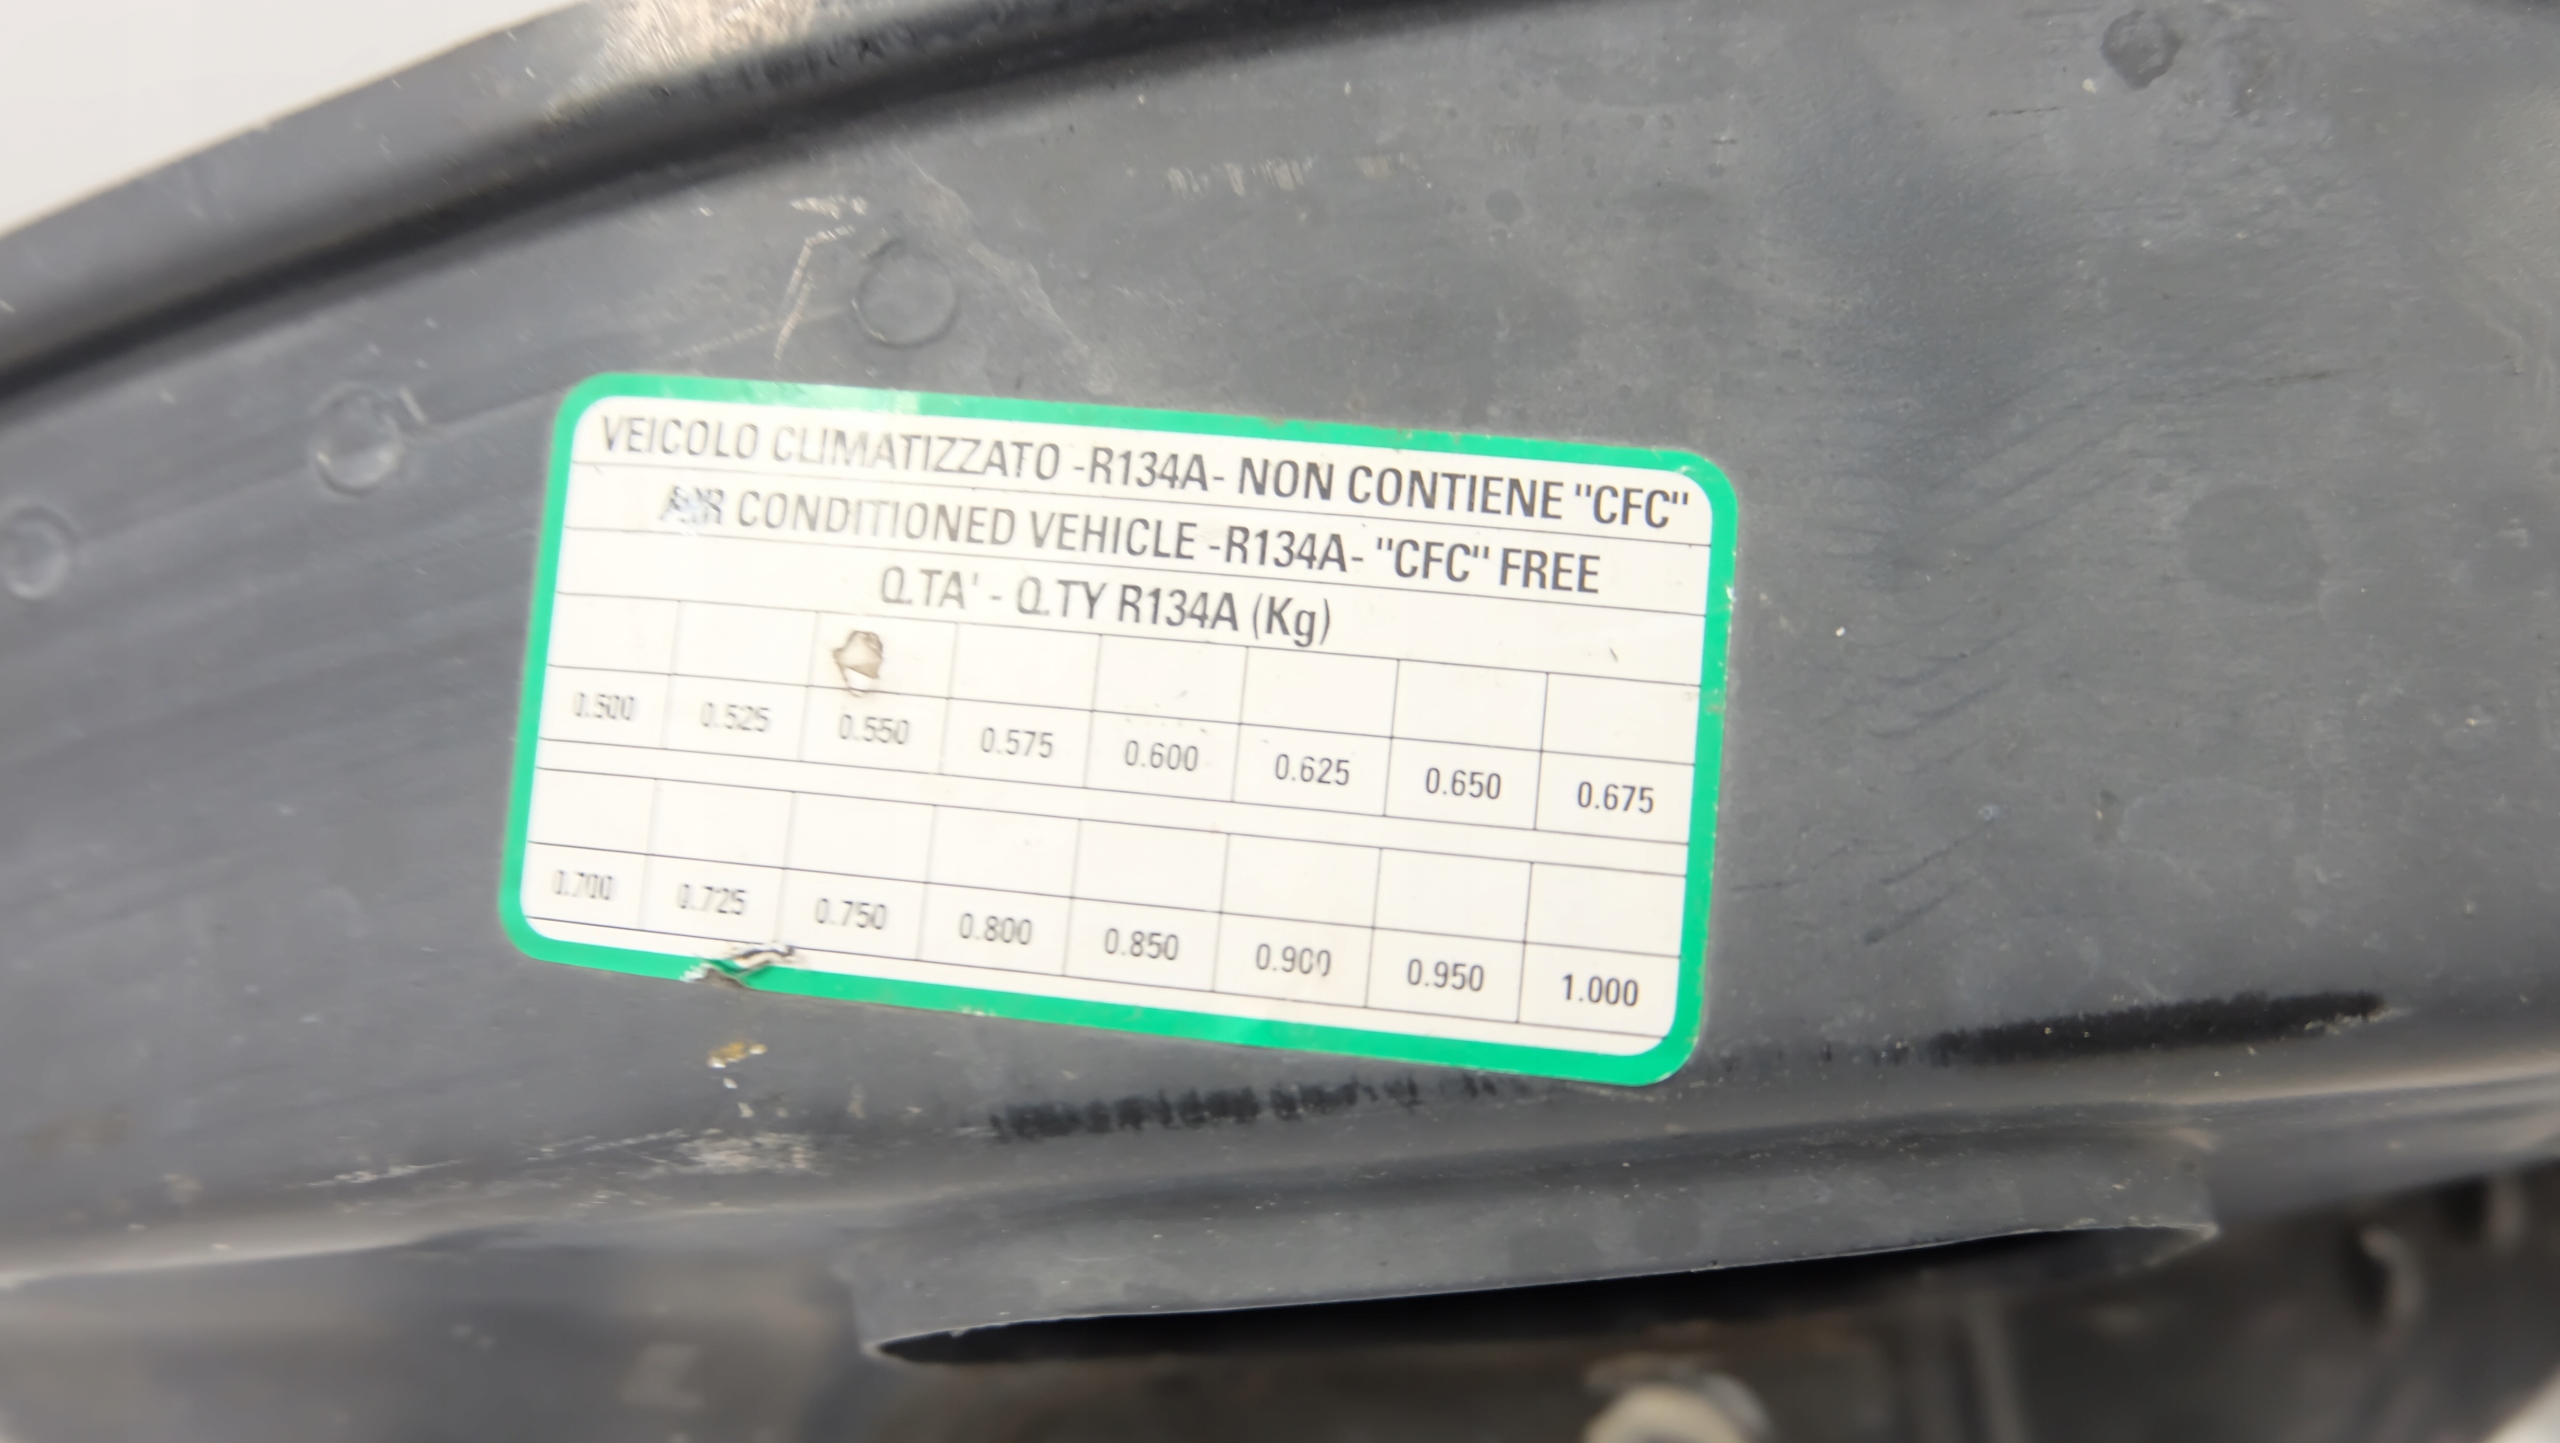 VEICOLO CLIMATIZZATO -R134A- NON CONTIENE "CFC"
AIR CONDITIONED VEHICLE -R134A- "CFC" FREE
Q.TA' - Q.TY R134A (Kg)
0.500 0.525 0.550 0.575 0.600 0.625 0.650 0.675
0.700 0.725 0.750 0.800 0.850 0.900 0.950 1.000